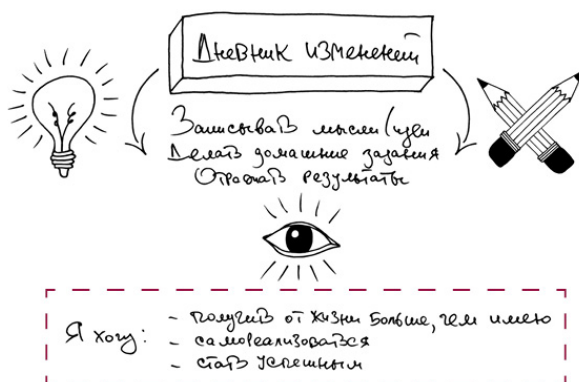 Дневник изменений
Записывать мысли/идеи
Делать домашние задания
Отражать результаты
Я хочу:
- получить от жизни больше, чем имею
- самореализоваться
- стать успешным